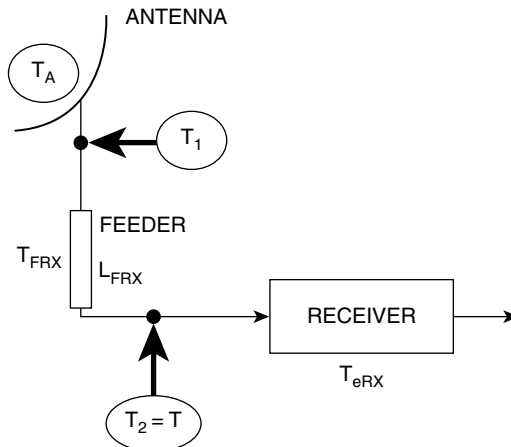 ANTENNA
T_A
T_1
FEEDER
T_FRX
L_FRX
RECEIVER
T_eRX
T_2 = T